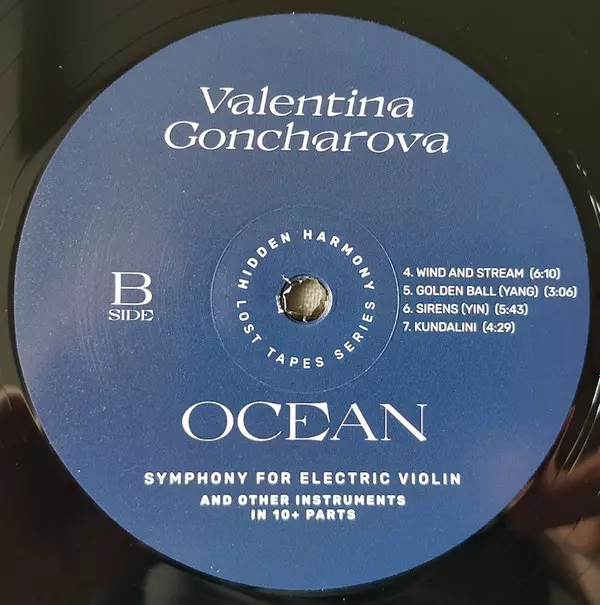 Valentina
Goncharova
HIDDEN HARMONY
LOST TAPES SERIES
B
SIDE
4. WIND AND STREAM (6:10)
5. GOLDEN BALL (YANG) (3:06)
6. SIRENS (YIN) (5:43)
7. KUNDALINI (4:29)
OCEAN
SYMPHONY FOR ELECTRIC VIOLIN
AND OTHER INSTRUMENTS
IN 10+ PARTS